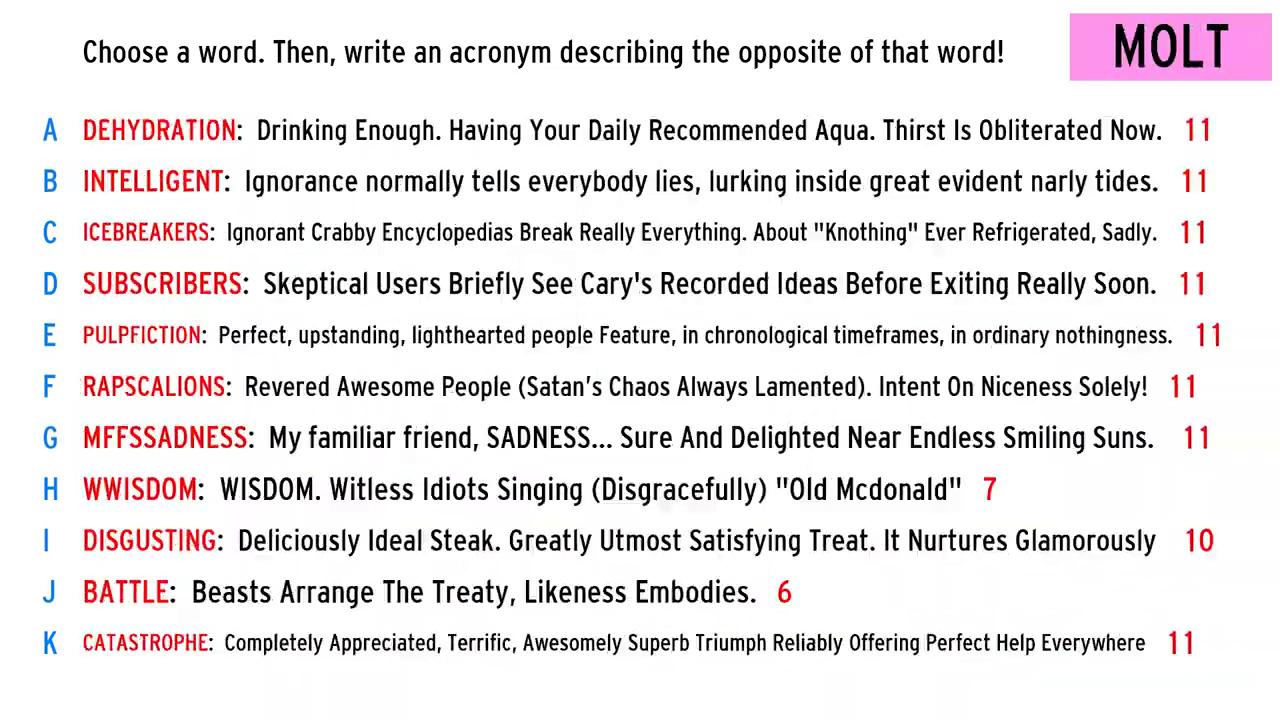 Choose a word. Then, write an acronym describing the opposite of that word!
MOLT
A DEHYDRATION: Drinking Enough. Having Your Daily Recommended Aqua. Thirst Is Obliterated Now. 11
B INTELLIGENT: Ignorance normally tells everybody lies, lurking inside great evident narly tides. 11
C ICEBREAKERS: Ignorant Crabby Encyclopedias Break Really Everything. About "Knothing" Ever Refrigerated, Sadly. 11
D SUBSCRIBERS: Skeptical Users Briefly See Cary's Recorded Ideas Before Exiting Really Soon. 11
E PULPFICTION: Perfect, upstanding, lighthearted people Feature, in chronological timeframes, in ordinary nothingness. 11
F RAPSCALIONS: Revered Awesome People (Satan's Chaos Always Lamented). Intent On Niceness Solely! 11
G MFFSSADNESS: My familiar friend, SADNESS... Sure And Delighted Near Endless Smiling Suns. 11
H WWISDOM: WISDOM. Witless Idiots Singing (Disgracefully) "Old Mcdonald" 7
I DISGUSTING: Deliciously Ideal Steak. Greatly Utmost Satisfying Treat. It Nurtures Glamorously 10
J BATTLE: Beasts Arrange The Treaty, Likeness Embodies. 6
K CATASTROPHE: Completely Appreciated, Terrific, Awesomely Superb Triumph Reliably Offering Perfect Help Everywhere 11